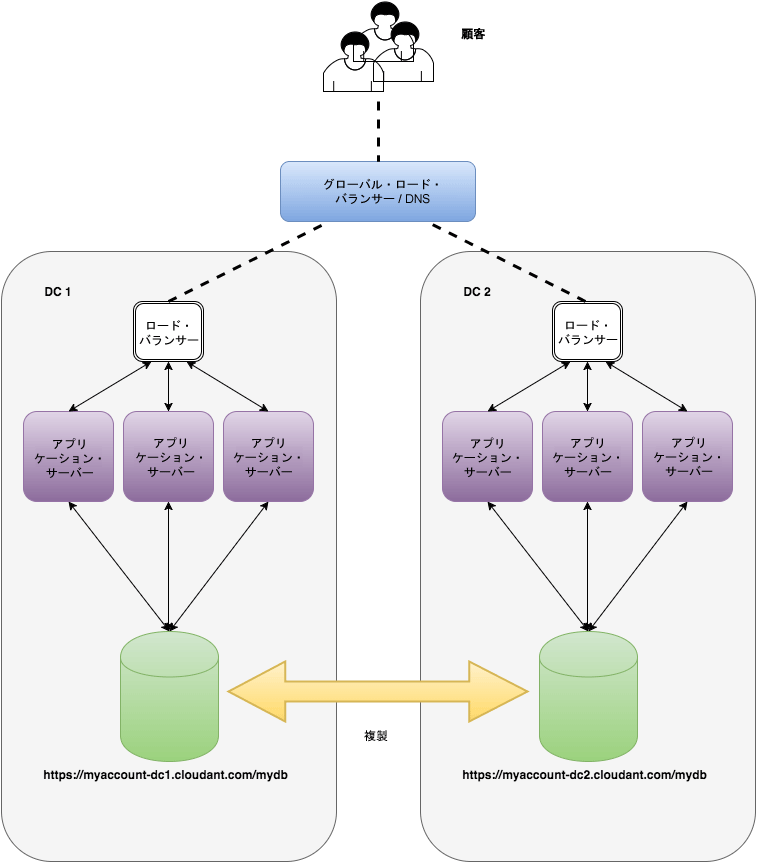 顧客
グローバル・ロード・
バランサー / DNS
DC 1
ロード・
バランサー
アプリ
ケーション・
サーバー
アプリ
ケーション・
サーバー
アプリ
ケーション・
サーバー
https://myaccount-dc1.cloudant.com/mydb
複製
DC 2
ロード・
バランサー
アプリ
ケーション・
サーバー
アプリ
ケーション・
サーバー
アプリ
ケーション・
サーバー
https://myaccount-dc2.cloudant.com/mydb